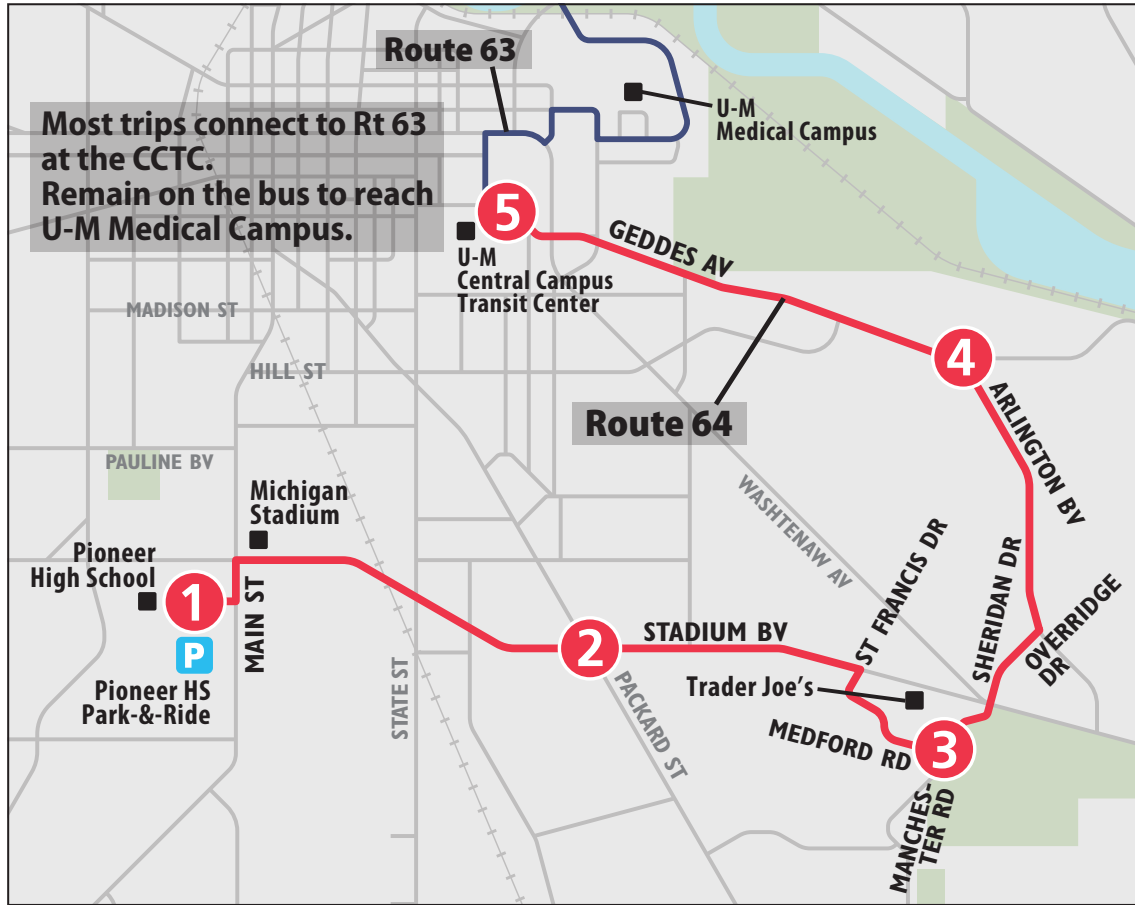 Route 63
Most trips connect to Rt 63
at the CCTC.
Remain on the bus to reach
U-M Medical Campus.
U-M
Medical Campus
5
U-M
Central Campus
Transit Center
GEDDES AV
MADISON ST
HILL ST
4
Route 64
ARLINGTON BV
PAULINE BV
Michigan
Stadium
WASHTENAW AV
Pioneer
High School
1
P
Pioneer HS
Park-&-Ride
MAIN ST
STATE ST
2
STADIUM BV
PACKARD ST
ST FRANCIS DR
SHERIDAN DR
OVERRIDGE
DR
Trader Joe's
MEDFORD RD
3
MANCHES-
TER RD